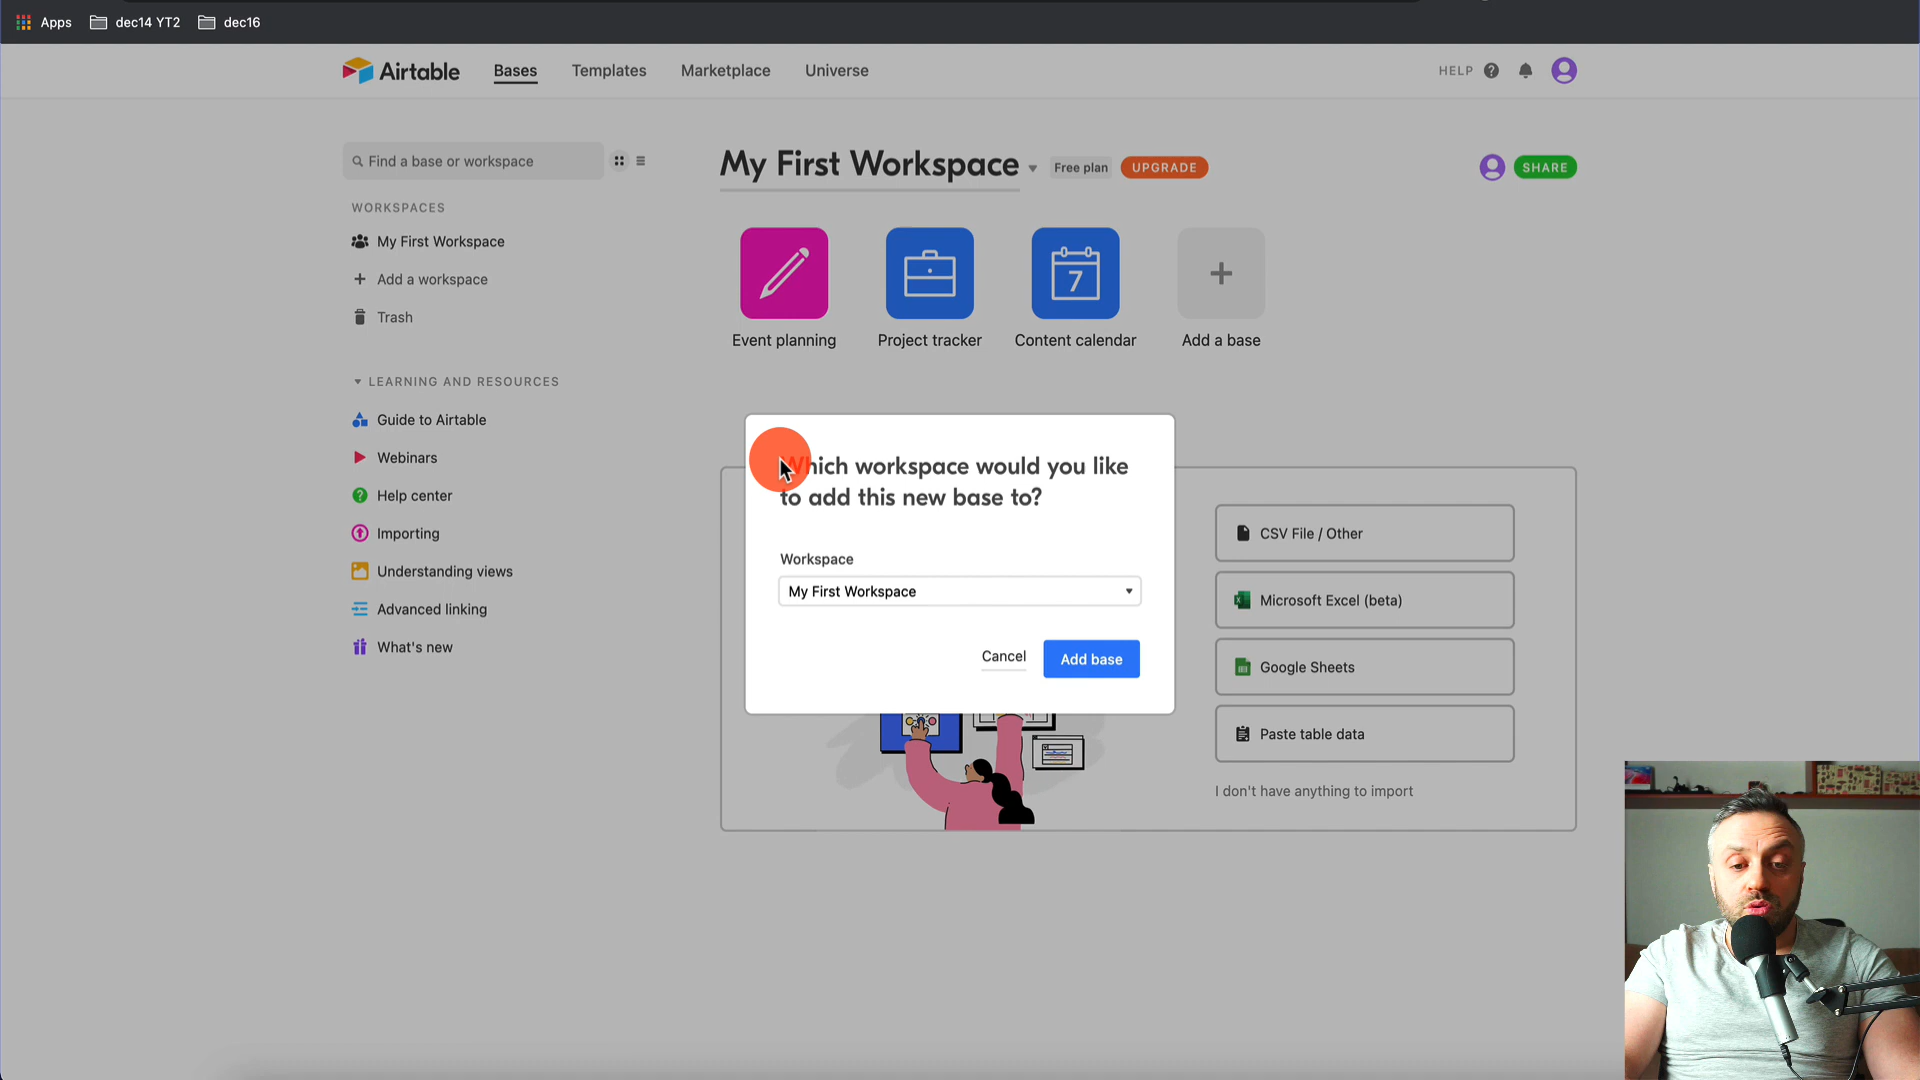 Apps
dec14 YT2
dec16
Airtable
Bases
Templates
Marketplace
Universe
HELP
Find a base or workspace
My First Workspace
Free plan
UPGRADE
SHARE
WORKSPACES
My First Workspace
Add a workspace
Trash
7
Event planning
Project tracker
Content calendar
Add a base
LEARNING AND RESOURCES
Guide to Airtable
Webinars
Help center
Importing
Understanding views
Advanced linking
What's new
Which workspace would you like
to add this new base to?
Workspace
My First Workspace
Cancel
Add base
CSV File / Other
Microsoft Excel (beta)
Google Sheets
Paste table data
I don't have anything to import